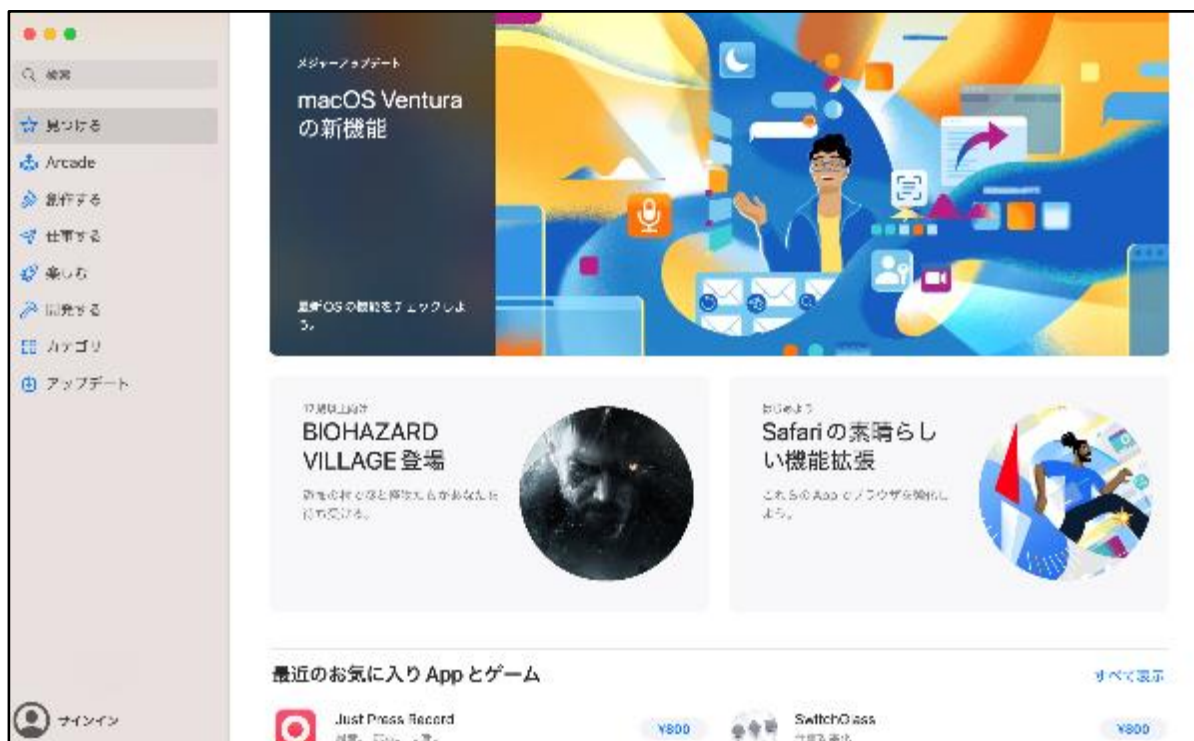 検索
見つける
Arcade
創作する
仕事する
楽しむ
開発する
カテゴリ
アップデート
サインイン
メジャーアップデート
macOS Ventura
の新機能
最新OSの機能をチェックしよ
う。
BIOHAZARD
VILLAGE 登場
待ち受ける。
はじめよう
Safariの素晴らし
い機能拡張
これらのAppでブラウザを強化し
よう。
最近のお気に入りAppとゲーム
すべて表示
Just Press Record
¥800
SwitchGlass
¥800